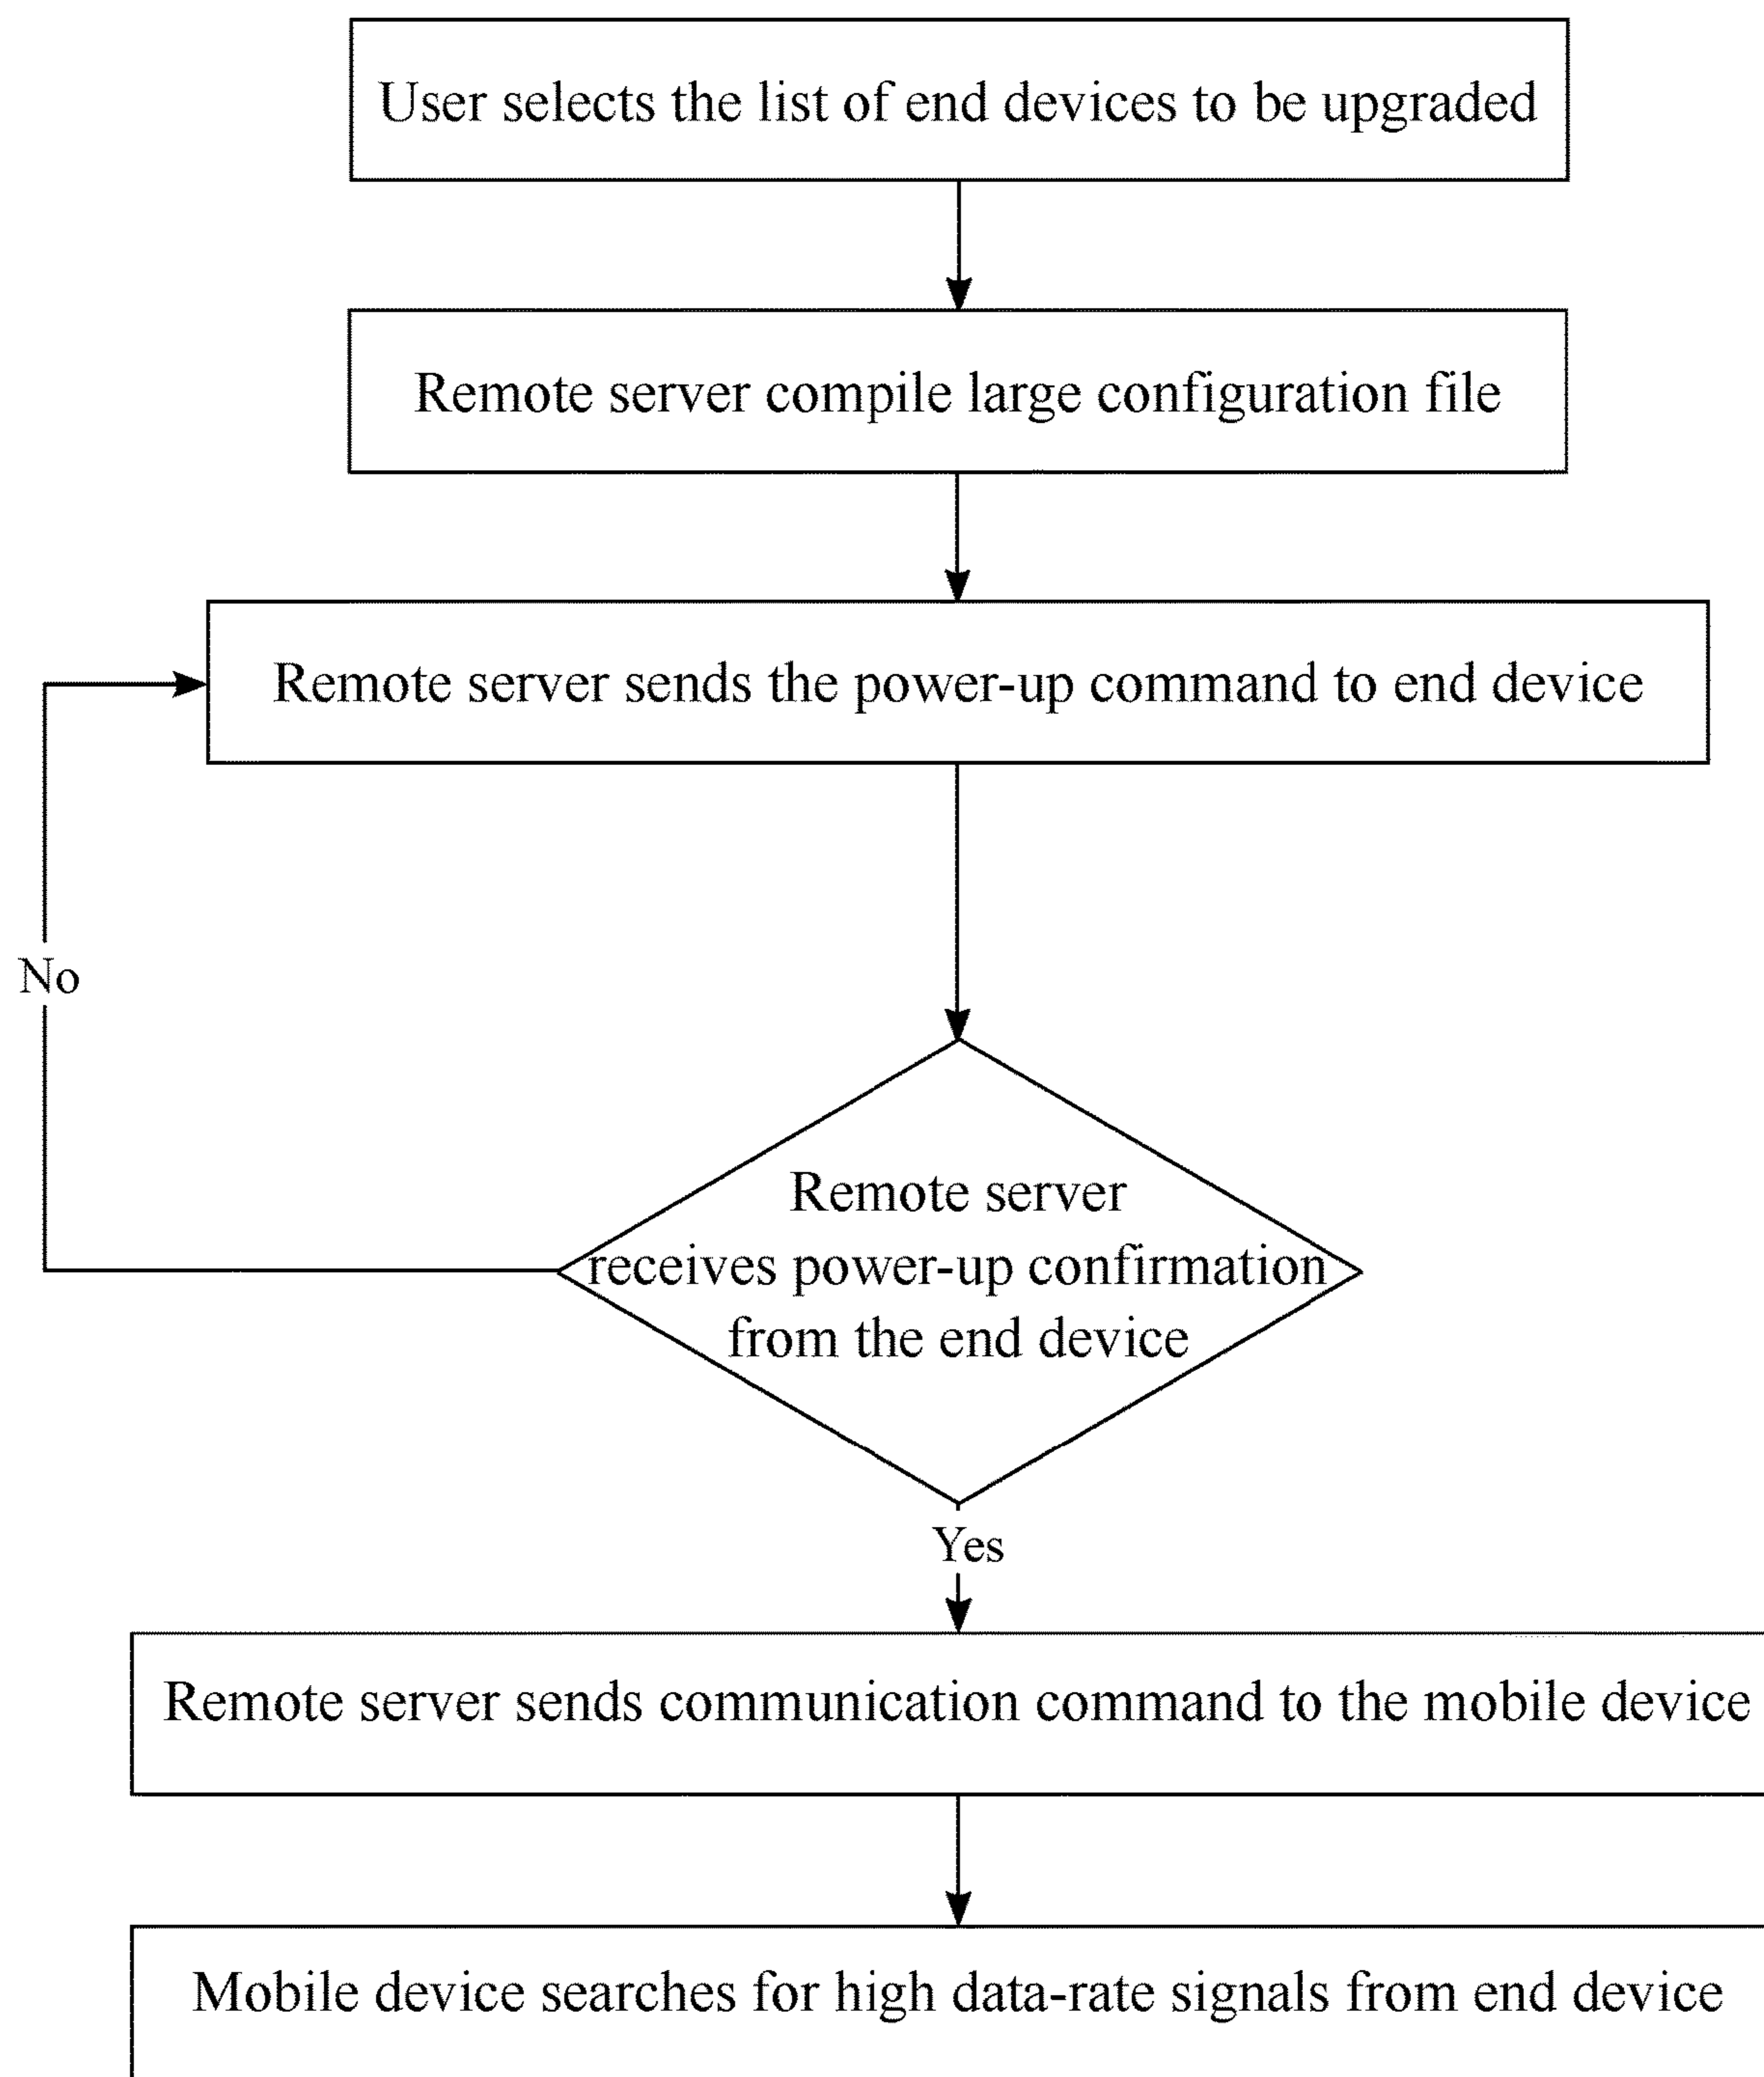 User selects the list of end devices to be upgraded
Remote server compile large configuration file
Remote server sends the power-up command to end device
No
Remote server
receives power-up confirmation
from the end device
Yes
Remote server sends communication command to the mobile device
Mobile device searches for high data-rate signals from end device